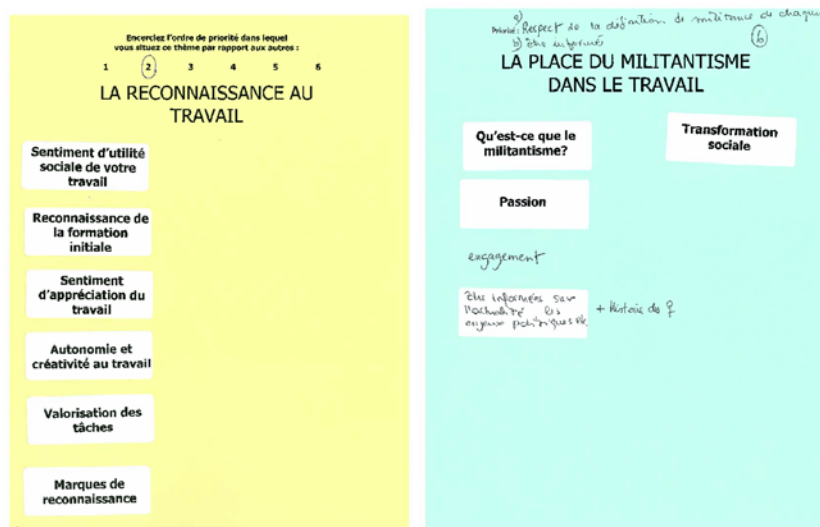 Encerclez l'ordre de priorité dans lequel
vous situez ce thème par rapport aux autres :
1 2 3 4 5 6
LA RECONNAISSANCE AU
TRAVAIL
Sentiment d'utilité
sociale de votre
travail
Reconnaissance de
la formation
initiale
Sentiment
d'appréciation du
travail
Autonomie et
créativité au travail
Valorisation des
tâches
Marques de
reconnaissance
a)
Respect de la définition de militance de chaque
b) être informés
6
LA PLACE DU MILITANTISME
DANS LE TRAVAIL
Qu'est-ce que le
militantisme?
Transformation
sociale
Passion
engagement
être informées sur
l'actualité les
enjeux politiques
+ Histoire des ♀